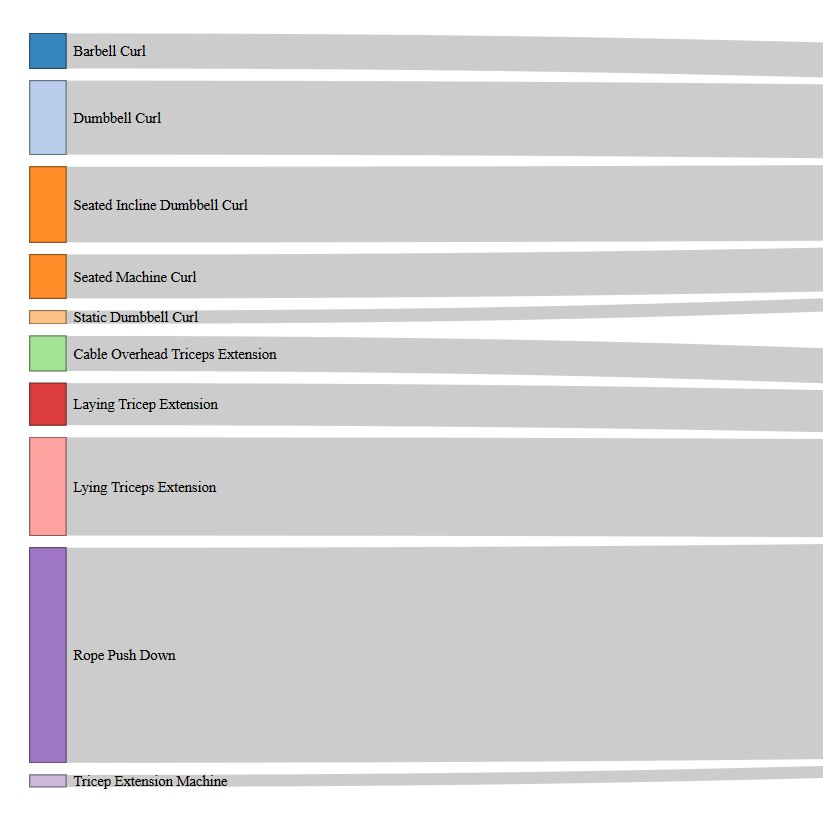 Barbell Curl
Dumbbell Curl
Seated Incline Dumbbell Curl
Seated Machine Curl
Static Dumbbell Curl
Cable Overhead Triceps Extension
Laying Tricep Extension
Lying Triceps Extension
Rope Push Down
Tricep Extension Machine